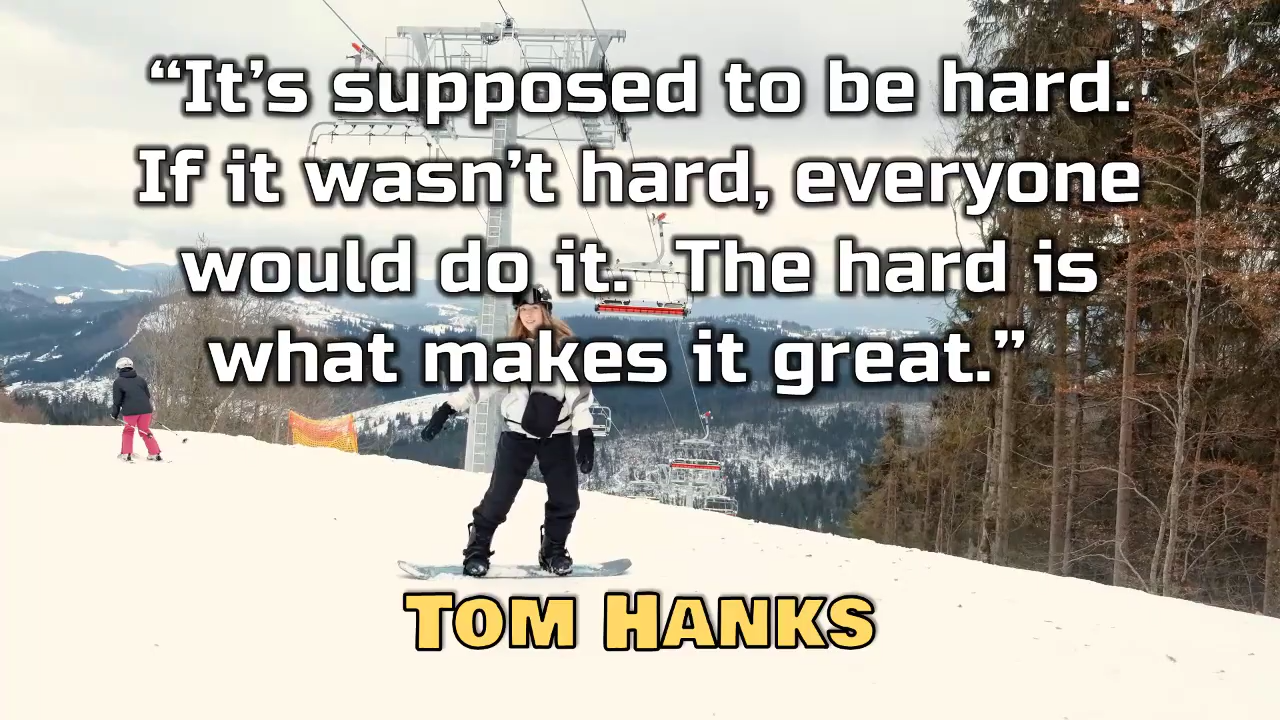 “It’s supposed to be hard.
If it wasn’t hard, everyone
would do it.  The hard is
what makes it great.”
Tom Hanks